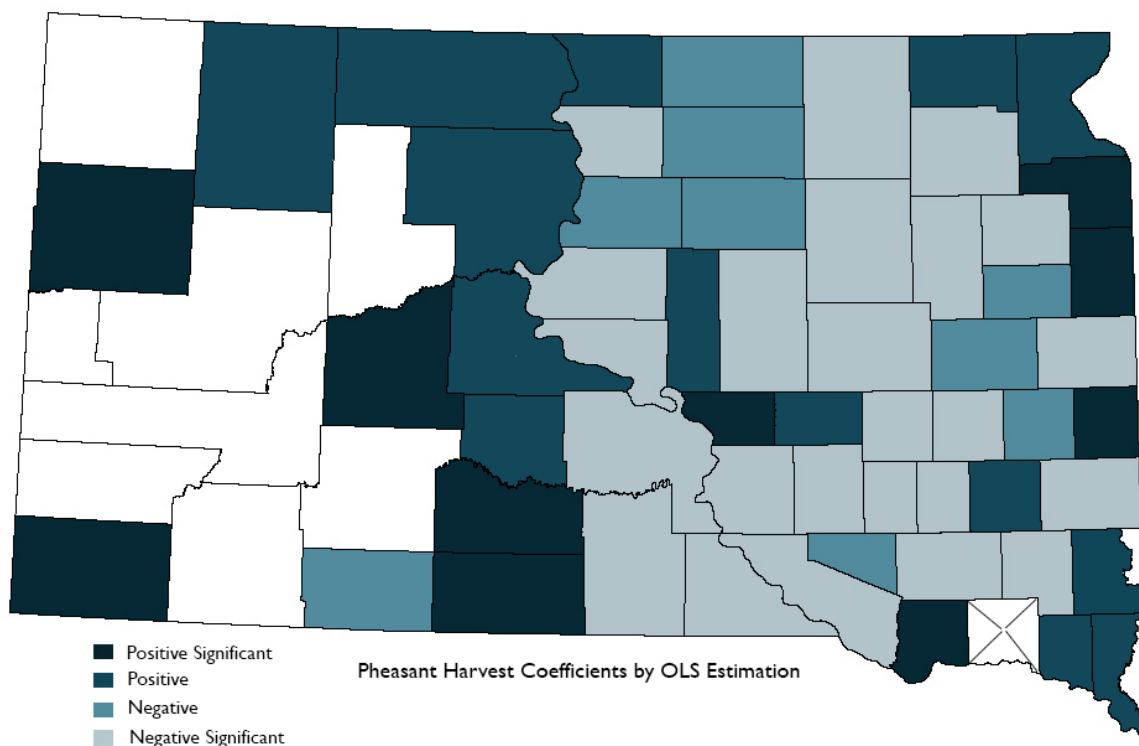 Positive Significant
Positive
Negative
Negative Significant
Pheasant Harvest Coefficients by OLS Estimation